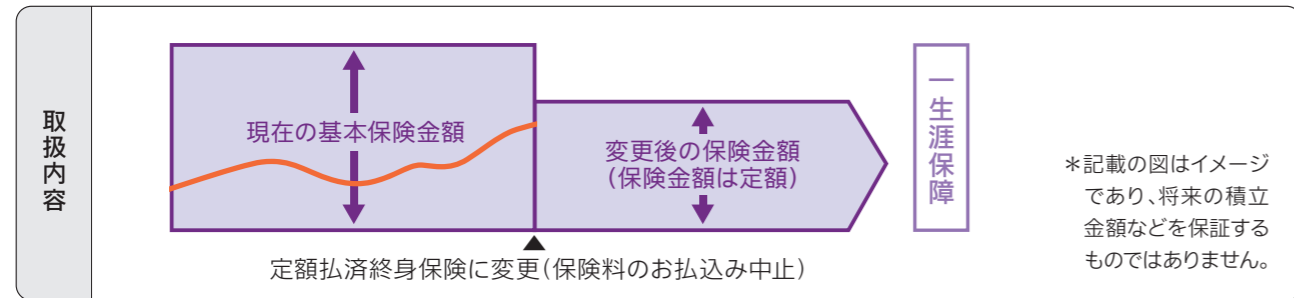 取扱内容
現在の基本保険金額
変更後の保険金額
（保険金額は定額）
一生涯保障
定額払済終身保険に変更（保険料のお払込み中止）
＊記載の図はイメージ
であり、将来の積立
金額などを保証する
ものではありません。